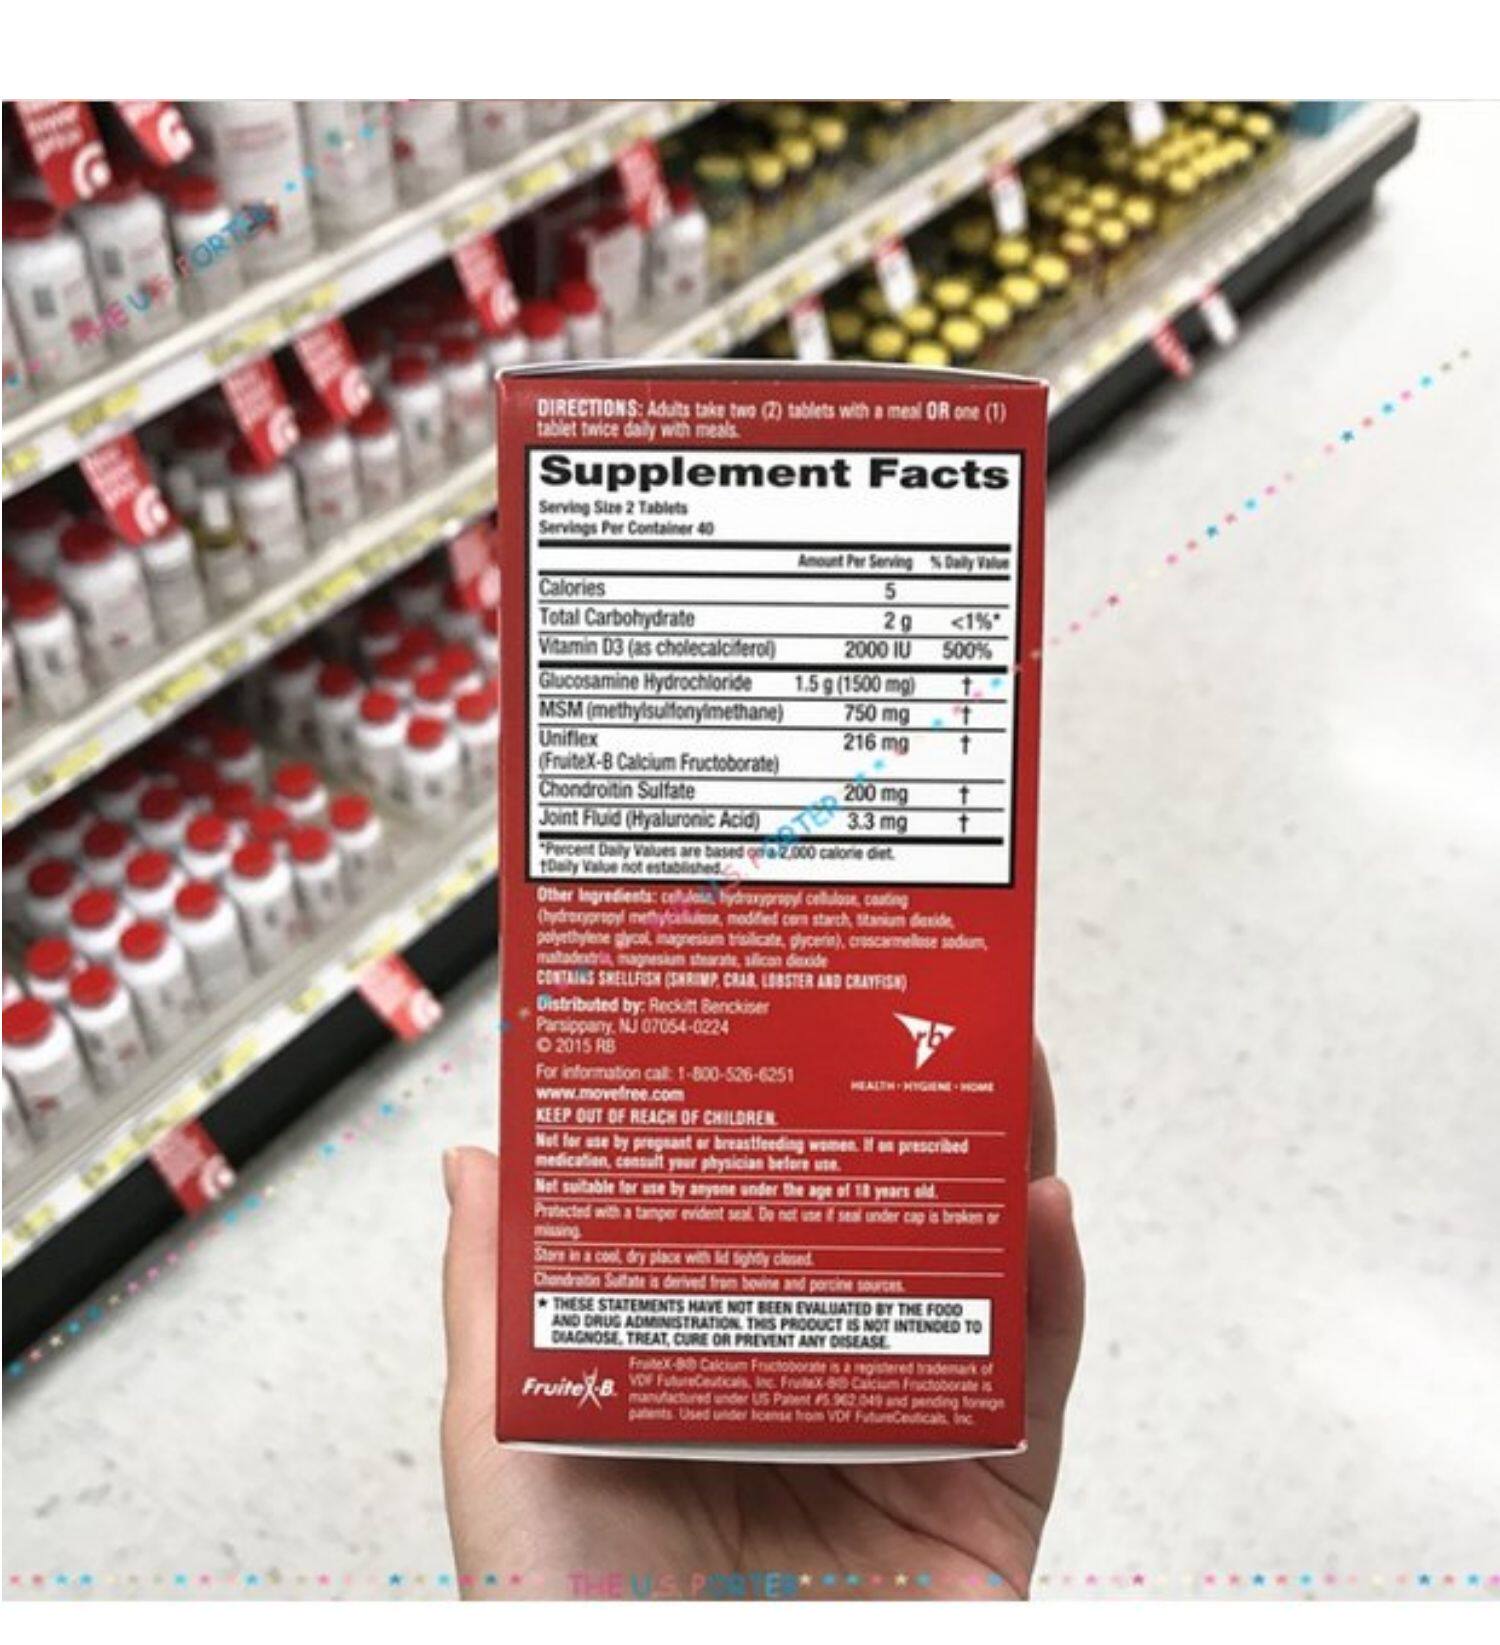 DIRECTIONS: Adults take two (2) tablets with a meal OR one (1)
tablet twice daily with meals.
Supplement Facts
Serving Size 2 Tablets
Servings Per Container 40
Amount Per Serving % Daily Value
Calories 5
Total Carbohydrate 2 g <1%*
Vitamin D3 (as cholecalciferol) 2000 IU 500%
Glucosamine Hydrochloride 1.5 g (1500 mg) †
MSM (methylsulfonylmethane) 750 mg †
Uniflex 216 mg †
(FruiteX-B Calcium Fructoborate)
Chondroitin Sulfate 200 mg †
Joint Fluid (Hyaluronic Acid) 3.3 mg †
*Percent Daily Values are based on a 2,000 calorie diet.
†Daily Value not established.
Other Ingredients: cellulose, hydroxypropyl cellulose, coating
(hydroxypropyl methylcellulose, modified corn starch, titanium dioxide,
polyethylene glycol, magnesium trisilicate, glycerin), croscarmellose sodium,
maltodextrin, magnesium stearate, silicon dioxide
CONTAINS SHELLFISH (SHRIMP, CRAB, LOBSTER AND CRAYFISH)
Distributed by: Reckitt Benckiser
Parsippany, NJ 07054-0224
© 2015 RB
rb
HEALTH • HYGIENE • HOME
For information call: 1-800-526-6251
www.movefree.com
KEEP OUT OF REACH OF CHILDREN.
Not for use by pregnant or breastfeeding women. If on prescribed
medication, consult your physician before use.
Not suitable for use by anyone under the age of 18 years old.
Protected with a tamper evident seal. Do not use if seal under cap is broken or
missing.
Store in a cool, dry place with lid tightly closed.
Chondroitin Sulfate is derived from bovine and porcine sources.
* THESE STATEMENTS HAVE NOT BEEN EVALUATED BY THE FOOD
AND DRUG ADMINISTRATION. THIS PRODUCT IS NOT INTENDED TO
DIAGNOSE, TREAT, CURE OR PREVENT ANY DISEASE.
FruiteX-B.
FruiteX-B® Calcium Fructoborate is a registered trademark of
VDF FutureCeuticals, Inc. FruiteX-B® Calcium Fructoborate is
manufactured under US Patent #5,962,049 and pending foreign
patents. Used under license from VDF FutureCeuticals, Inc.
THE U.S. PORTER
THE U.S. PORTER
THE U.S. PORTER